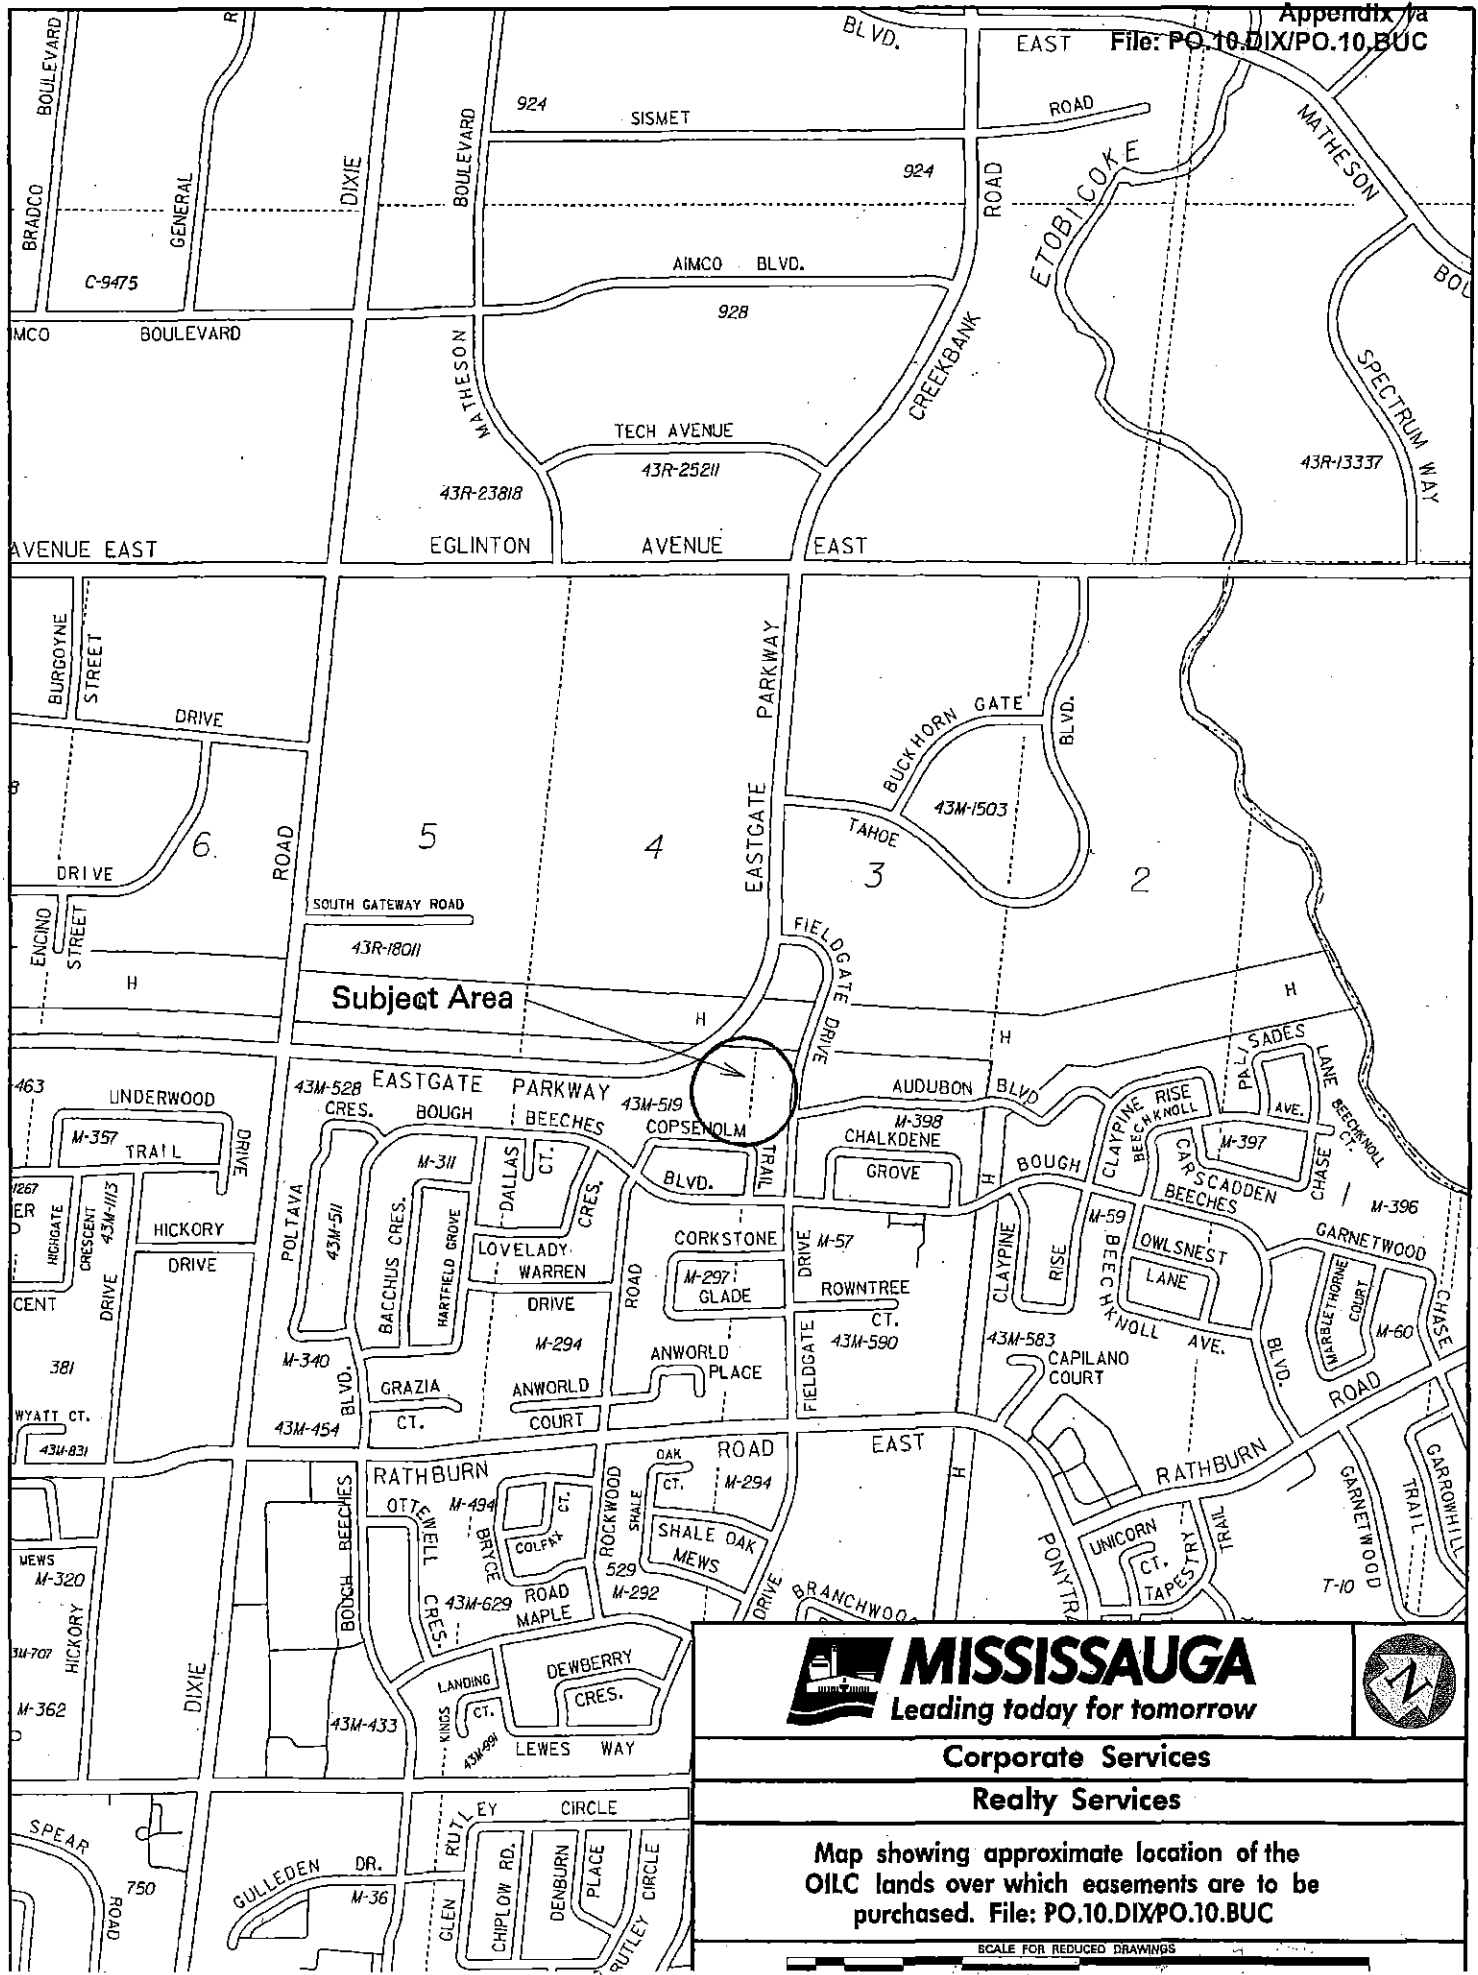 Appendix 1a
File: PO.10.DIX/PO.10.BUC
BLVD.
EAST
BRADCO BOULEVARD
GENERAL
DIXIE
BOULEVARD
924
SISMET
ROAD
924
ROAD
ETOBICOKE
MATHESON
C-9475
AIMCO BLVD.
928
BOU
IMCO
BOULEVARD
MATHESON
CREEKBANK
SPECTRUM WAY
TECH AVENUE
43R-25211
43R-23818
43R-13337
AVENUE EAST
EGLINTON
AVENUE
EAST
BURGOYNE
STREET
DRIVE
PARKWAY
BUCKHORN
GATE
BLVD.
43M-1503
EASTGATE
TAHOE
6
5
4
3
2
ROAD
DRIVE
SOUTH GATEWAY ROAD
43R-18011
ENCINO
STREET
FIELDGATE DRIVE
H
Subject Area
H
H
H
PALISADES
LANE
-463
UNDERWOOD
43M-528
CRES.
EASTGATE
PARKWAY
BOUGH
BEECHES
43M-519
COPSEHOLM
AUDUBON
BLVD
M-398
CHALKDENE
GROVE
CLAYPINE
RISE
BEECHKNOLL
AVE.
BEECHKNOLL
CT.
M-357
TRAIL
DRIVE
M-311
DALLAS
CT.
BLVD.
TRAIL
H
BOUGH
CARSCADDEN
BEECHES
M-397
CHASE
M-396
1267
ER
HIGHGATE
CRESCENT
43M-1113
HICKORY
DRIVE
DRIVE
CENT
POLTAVA
43M-511
BACCHUS CRES.
HARTFIELD GROVE
CRES.
LOVELADY
WARREN
DRIVE
ROAD
CORKSTONE
M-297
GLADE
DRIVE
M-57
ROWNTREE
CT.
43M-590
CLAYPINE
RISE
M-59
BEECHKNOLL
AVE.
OWLSNEST
LANE
GARNETWOOD
CHASE
MARBLETHORNE
COURT
M-60
381
M-340
BLVD.
M-294
ANWORLD
PLACE
FIELDGATE
43M-583
CAPILANO
COURT
BLVD.
ROAD
WYATT CT.
43M-831
43M-454
GRAZIA
CT.
ANWORLD
COURT
RATHBURN
OAK
CT.
ROAD
M-294
EAST
H
RATHBURN
GARNETWOOD
TRAIL
GARROWHILL
BOUGH BEECHES
OTTEWELL
CRES.
M-494
BRYCE
CT.
COLFAX
ROCKWOOD
SHALE
SHALE OAK
MEWS
PONYTRA
UNICORN
CT.
TAPESTRY
TRAIL
T-10
MEWS
M-320
HICKORY
43M-629
ROAD
MAPLE
529
M-292
DRIVE
BRANCHWOO
3M-707
M-362
DIXIE
43M-433
LANDING
KINGS
CT.
43M-991
DEWBERRY
CRES.
LEWES WAY
MISSISSAUGA
Leading today for tomorrow
N
Corporate Services
Realty Services
SPEAR
ROAD
750
GULLEDEN DR.
M-36
RUTLEY
CIRCLE
GLEN
CHIPLOW RD.
DENBURN
PLACE
RUTLEY CIRCLE
Map showing approximate location of the
OILC lands over which easements are to be
purchased. File: PO.10.DIX/PO.10.BUC
SCALE FOR REDUCED DRAWINGS